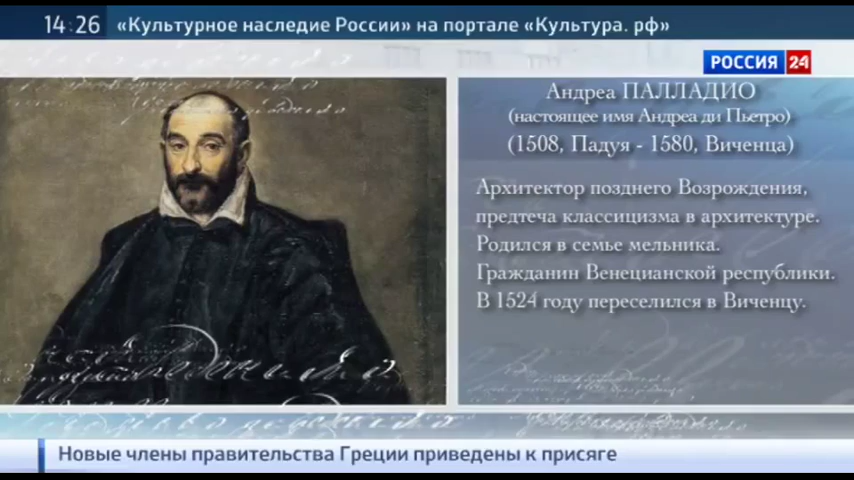 14:26 «Культурное наследие России» на портале «Культура. рф»
РОССИЯ 24
Андреа ПАЛЛАДИО
(настоящее имя Андреа ди Пьетро)
(1508, Падуя - 1580, Виченца)
Архитектор позднего Возрождения,
предтеча классицизма в архитектуре.
Родился в семье мельника.
Гражданин Венецианской республики.
В 1524 году переселился в Виченцу.
Новые члены правительства Греции приведены к присяге